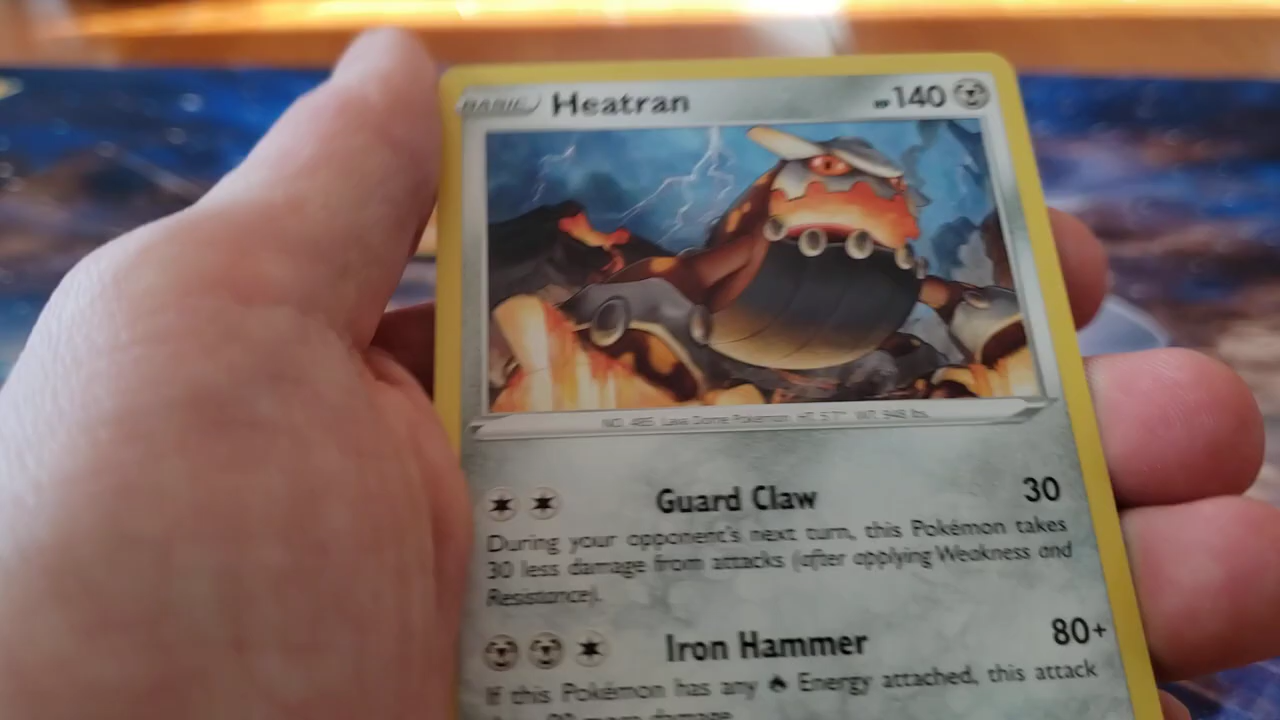 BASIC Heatran HP 140
NO. 485 Lava Dome Pokémon HT: 5'7" WT: 948 lbs.
Guard Claw 30
During your opponent's next turn, this Pokémon takes
30 less damage from attacks (after applying Weakness and
Resistance).
Iron Hammer 80+
If this Pokémon has any Energy attached, this attack
more damage.